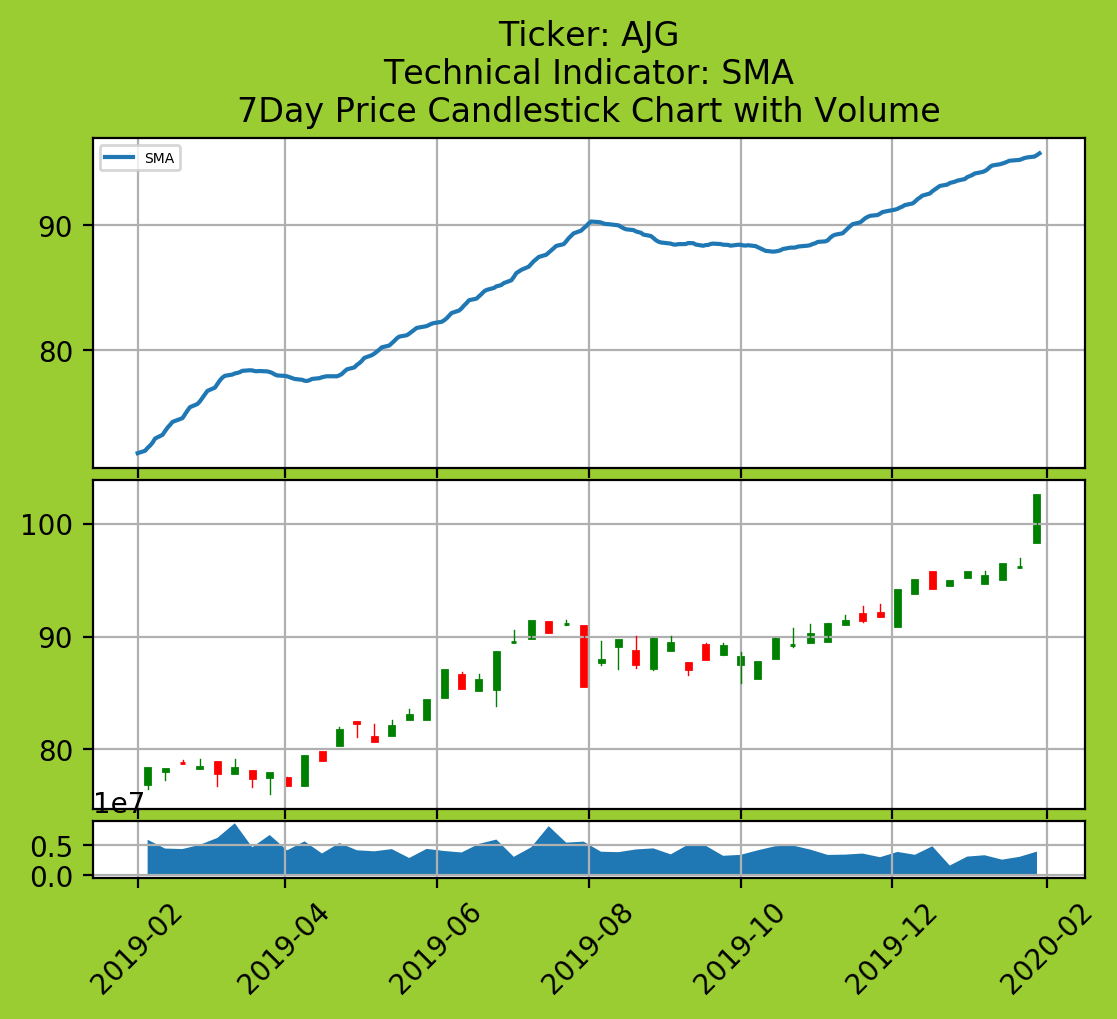 Ticker: AJG
Technical Indicator: SMA
7Day Price Candlestick Chart with Volume
SMA
90
80
100
90
80
1e7
0.5
0.0
2019-02
2019-04
2019-06
2019-08
2019-10
2019-12
2020-02